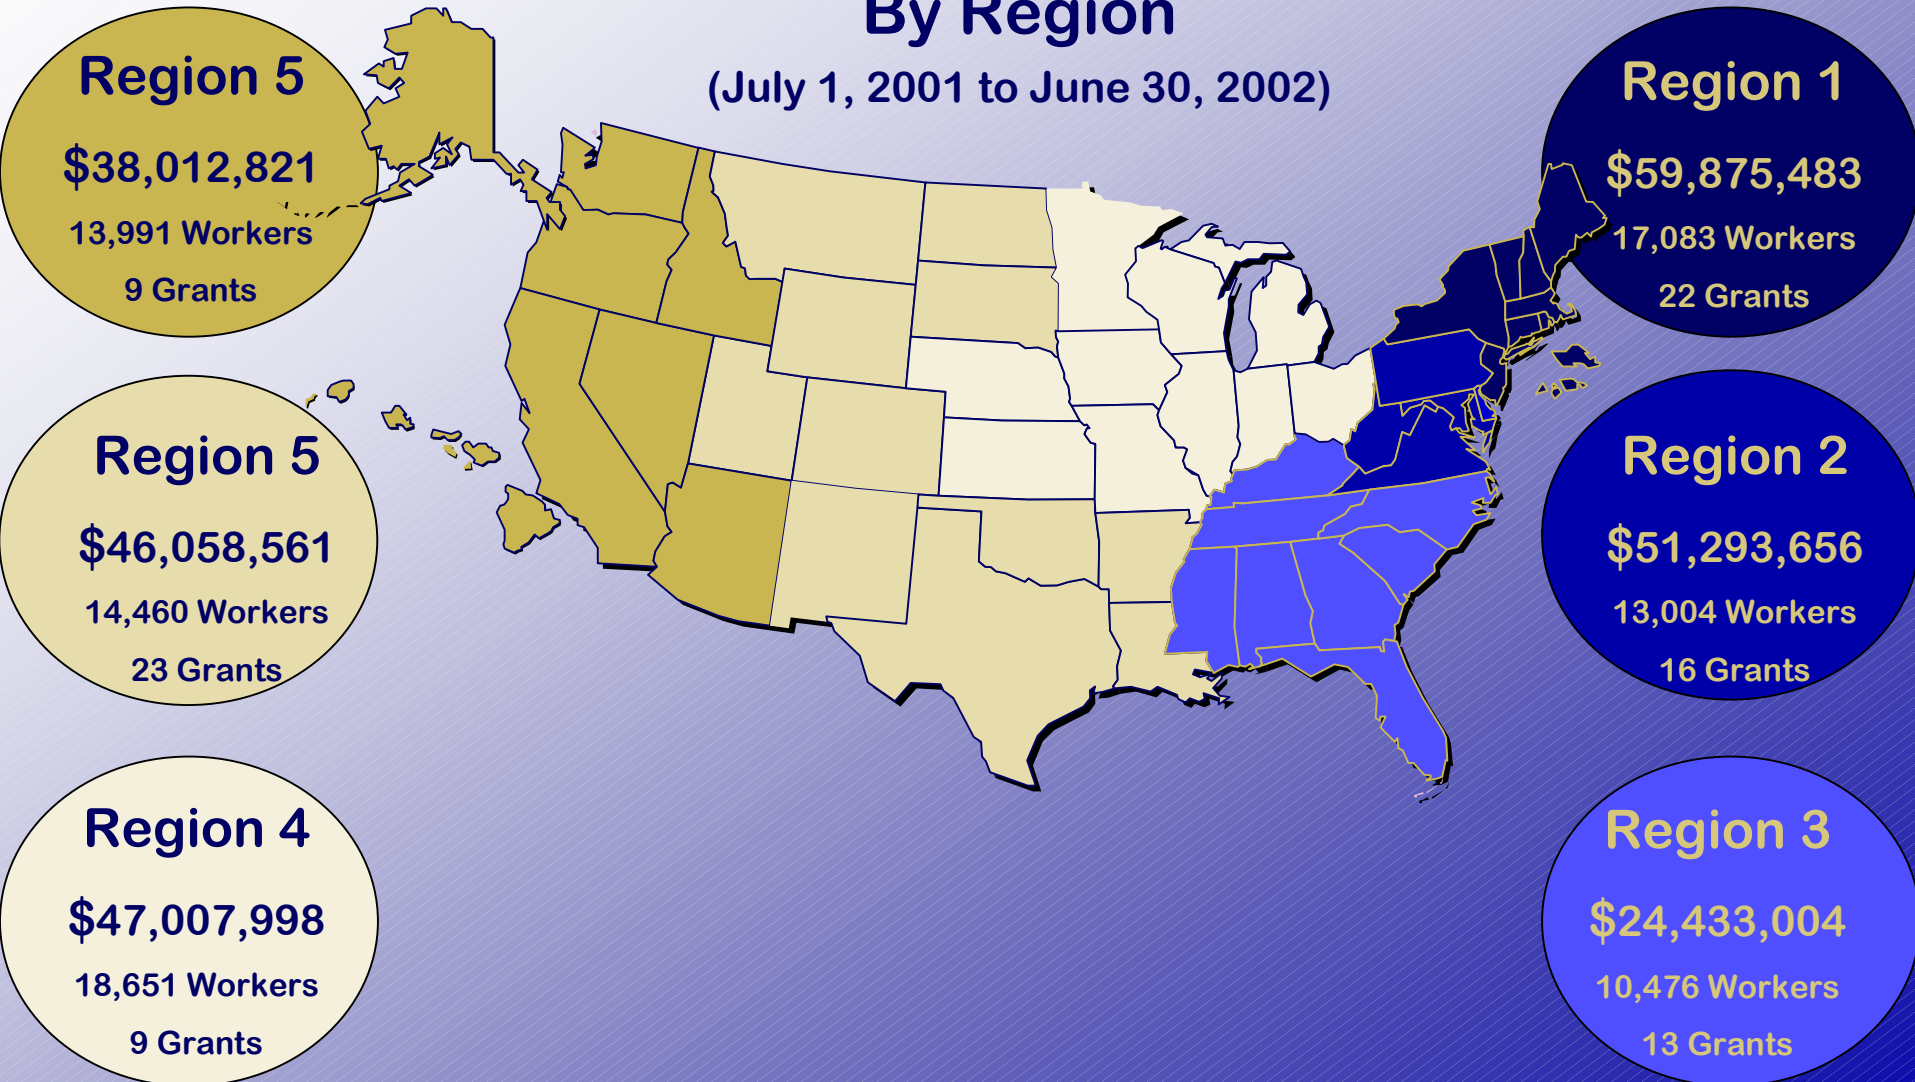 By Region
(July 1, 2001 to June 30, 2002)
Region 5
$38,012,821
13,991 Workers
9 Grants
Region 5
$46,058,561
14,460 Workers
23 Grants
Region 4
$47,007,998
18,651 Workers
9 Grants
Region 1
$59,875,483
17,083 Workers
22 Grants
Region 2
$51,293,656
13,004 Workers
16 Grants
Region 3
$24,433,004
10,476 Workers
13 Grants